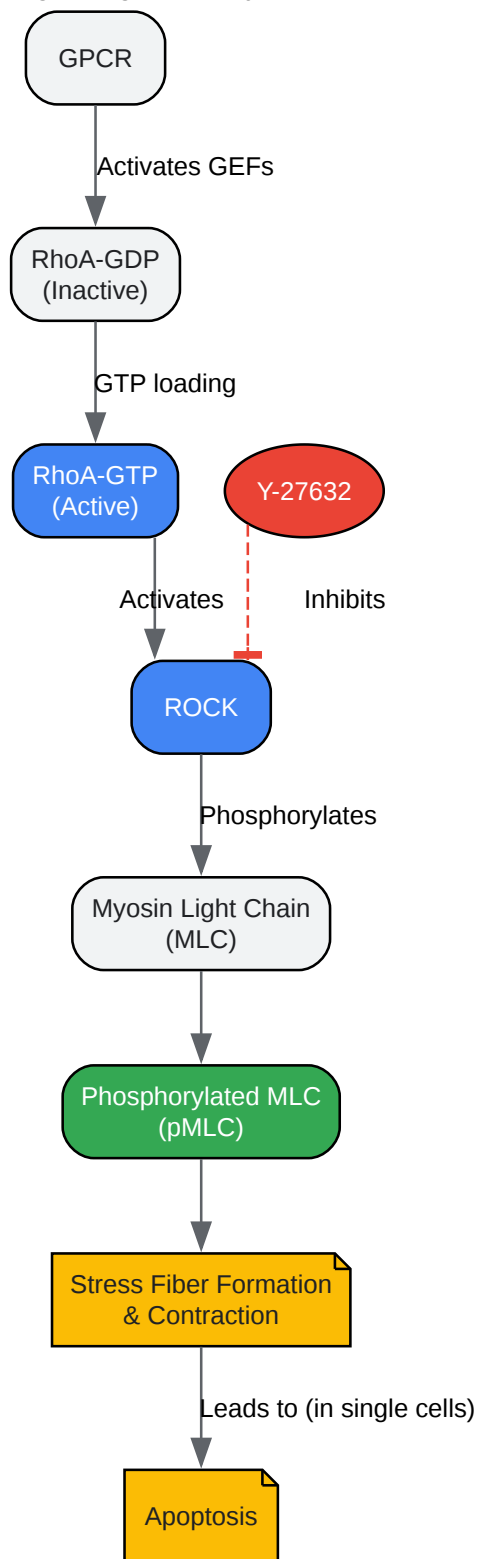 GPCR
Activates GEFs
RhoA-GDP
(Inactive)
GTP loading
RhoA-GTP
(Active)
Y-27632
Activates
Inhibits
ROCK
Phosphorylates
Myosin Light Chain
(MLC)
Phosphorylated MLC
(pMLC)
Stress Fiber Formation
& Contraction
Leads to (in single cells)
Apoptosis